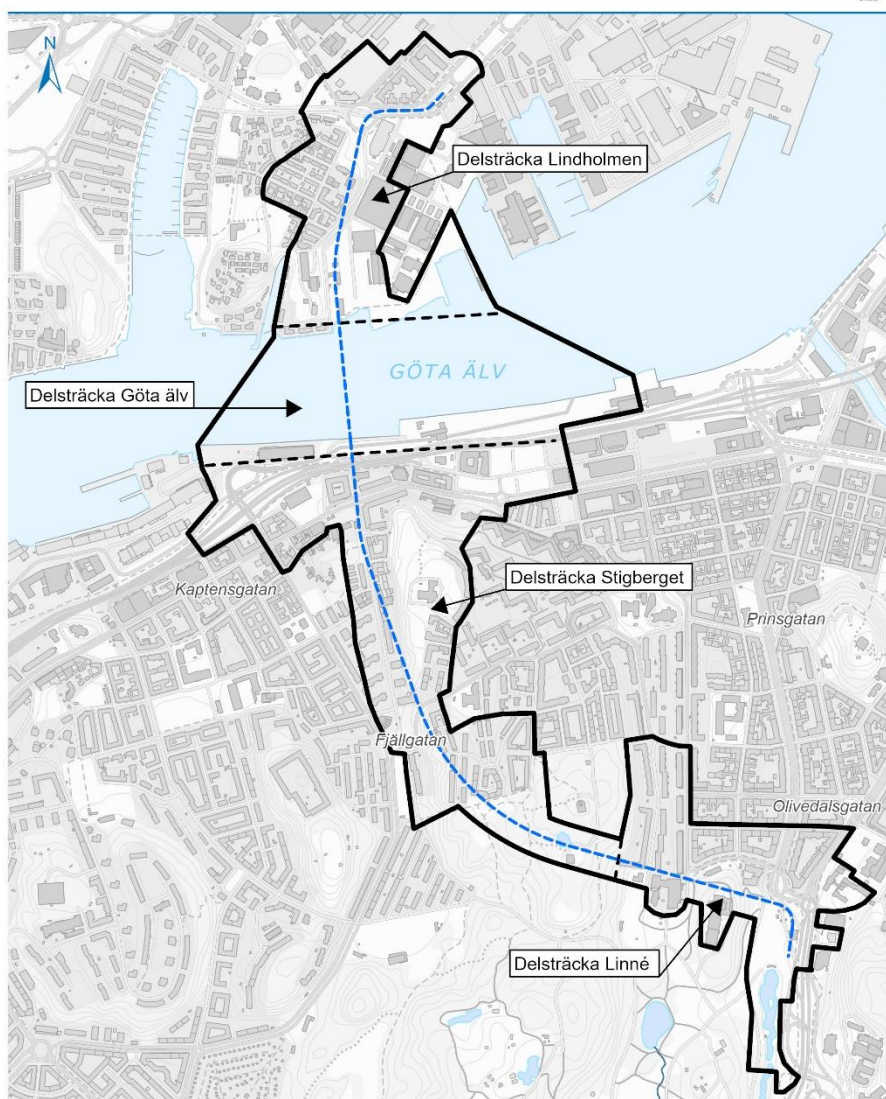 N
Delsträcka Lindholmen
GÖTA ÄLV
Delsträcka Göta älv
Delsträcka Stigberget
Kaptensgatan
Prinsgatan
Fjällgatan
Olivedalsgatan
Delsträcka Linné